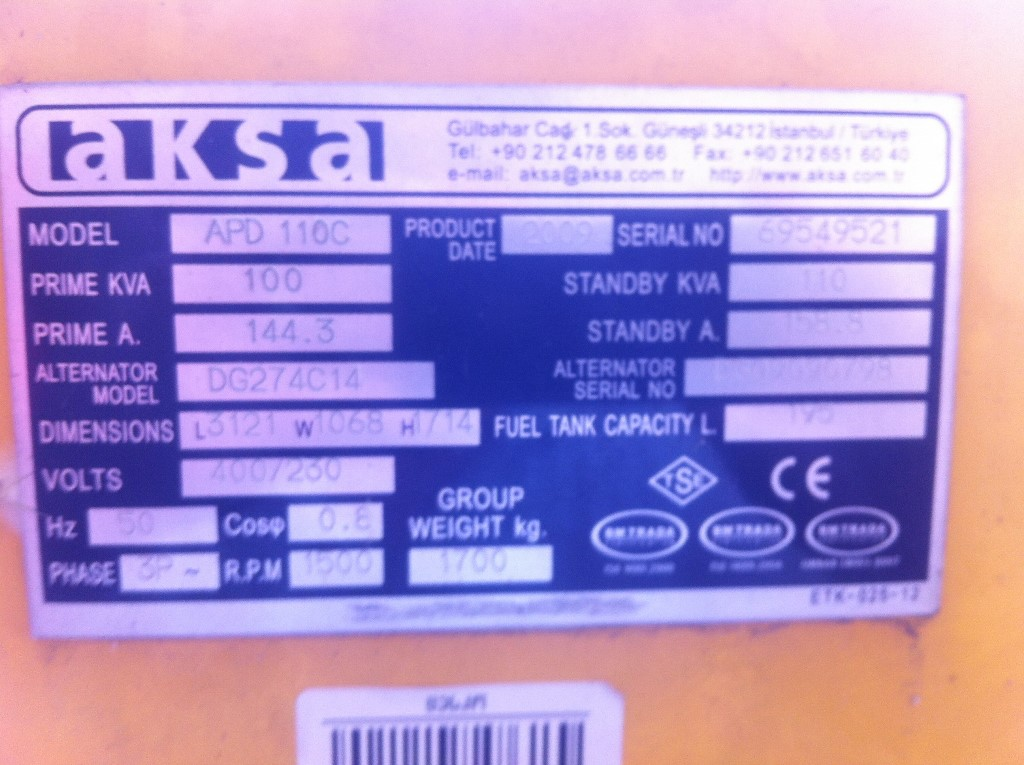 aksa
Gülbahar Cad. 1.Sok. Güneşli 34212 İstanbul / Türkiye
Tel: +90 212 478 66 66 Fax: +90 212 651 60 40
e-mail: aksa@aksa.com.tr http://www.aksa.com.tr
MODEL APD 110C PRODUCT DATE 2009 SERIAL NO 69549521
PRIME KVA 100 STANDBY KVA 110
PRIME A. 144.3 STANDBY A. 158.8
ALTERNATOR MODEL DG274C14 ALTERNATOR SERIAL NO
DIMENSIONS L3121 W1068 H1714 FUEL TANK CAPACITY L. 195
VOLTS 400/230 TSE CE
Hz 50 Cosφ 0.8 GROUP WEIGHT kg. 1700
PHASE 3P ~ R.P.M 1500
ETK-025-12